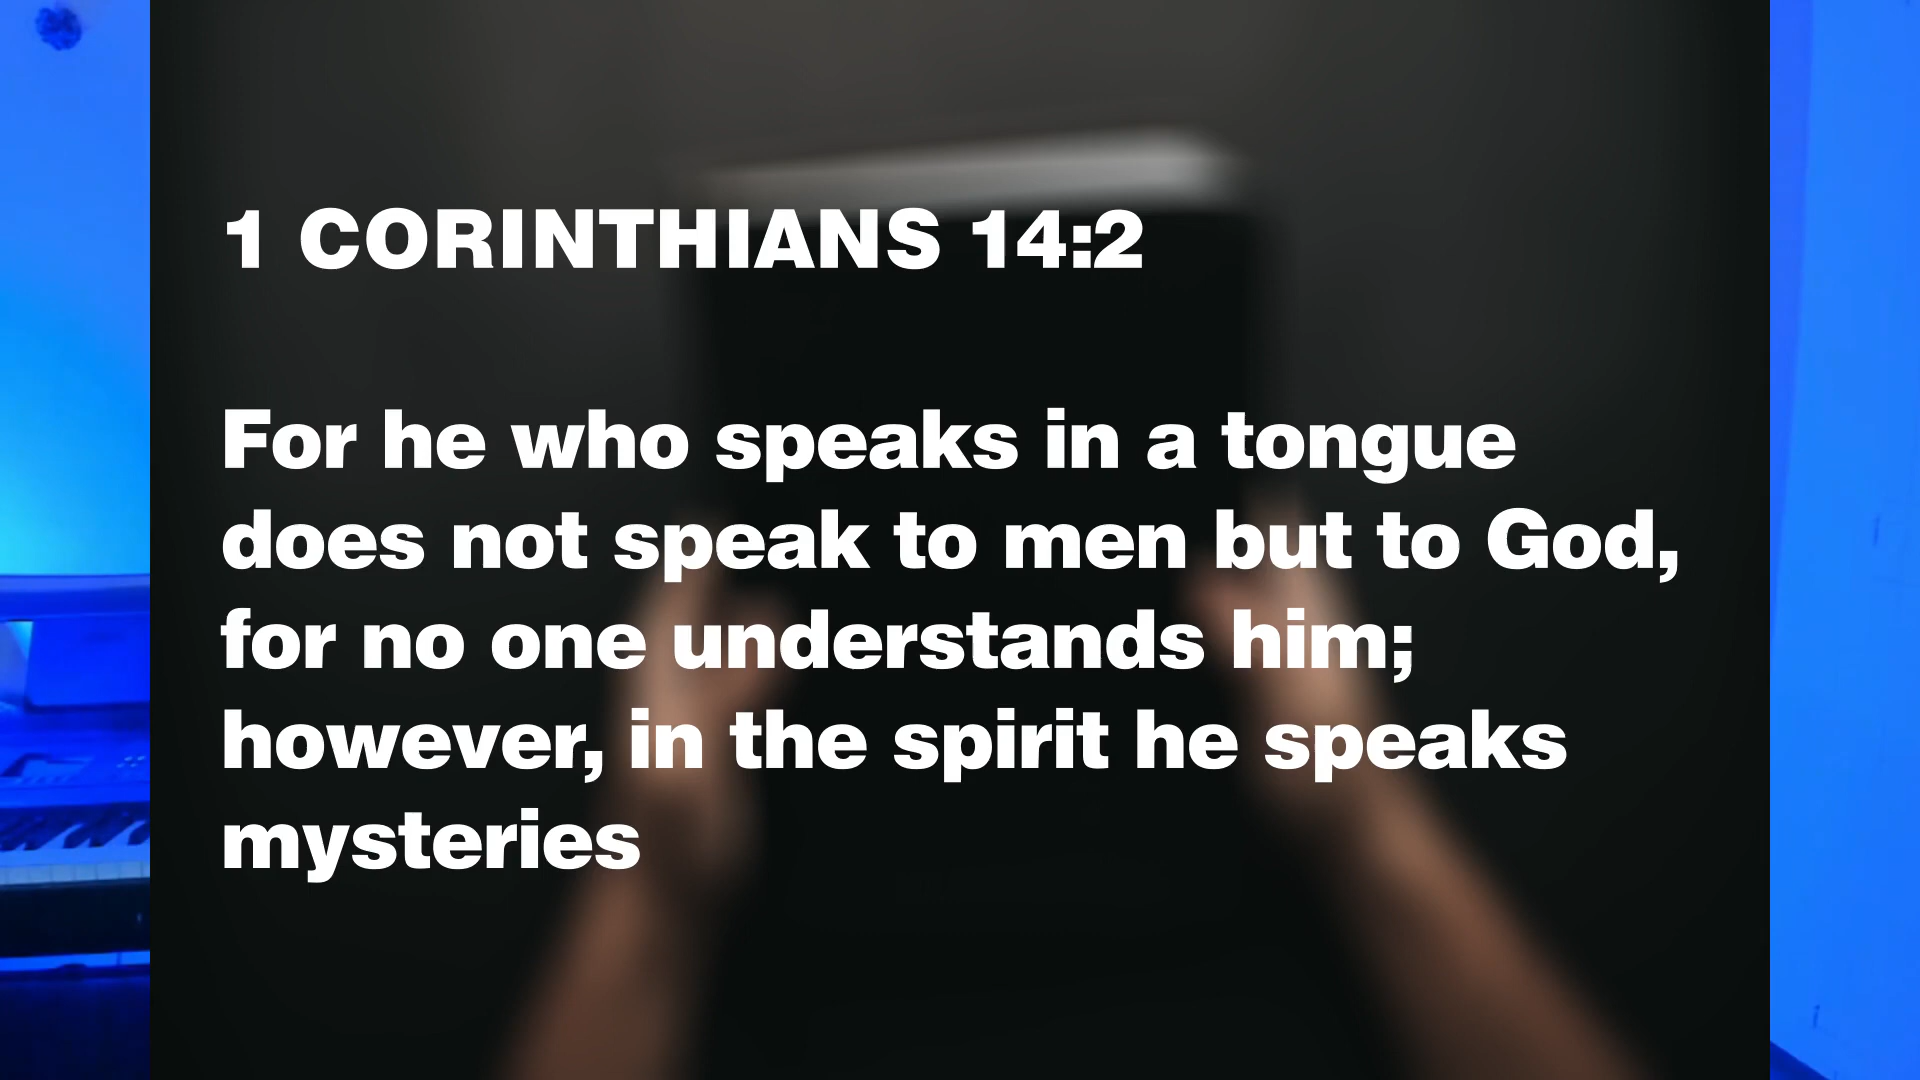 1 CORINTHIANS 14:2
For he who speaks in a tongue
does not speak to men but to God,
for no one understands him;
however, in the spirit he speaks
mysteries